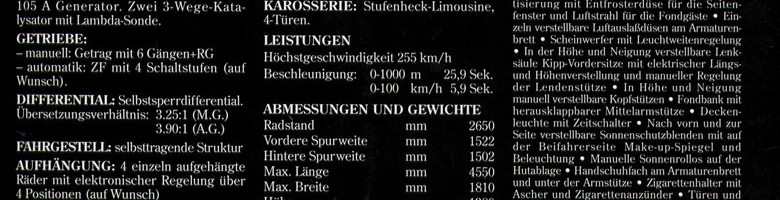 105 A Generator. Zwei 3-Wege-Kata-
lysator mit Lambda-Sonde.
GETRIEBE:
– manuell: Getrag mit 6 Gängen+RG
– automatik: ZF mit 4 Schaltstufen (auf
Wunsch).
DIFFERENTIAL: Selbstsperrdifferential.
Übersetzungsverhältnis: 3.25:1 (M.G.)
3.90:1 (A.G.)
FAHRGESTELL: selbsttragende Struktur
AUFHÄNGUNG: 4 einzeln aufgehängte
Räder mit elektronischer Regelung über
4 Positionen (auf Wunsch)
KAROSSERIE: Stufenheck-Limousine,
4-Türen.
LEISTUNGEN
Höchstgeschwindigkeit 255 km/h
Beschleunigung: 0-1000 m 25,9 Sek.
0-100 km/h 5,9 Sek.
ABMESSUNGEN UND GEWICHTE
Radstand mm 2650
Vordere Spurweite mm 1522
Hintere Spurweite mm 1502
Max. Länge mm 4550
Max. Breite mm 1810
tisierung mit Entfrosterdüse für die Seiten-
fenster und Luftstrahl für die Fondgäste • Ein-
zeln verstellbare Luftauslaßdüsen am Armaturen-
brett • Scheinwerfer mit Leuchtweitenregelung
• In der Höhe und Neigung verstellbare Lenk-
säule Kipp-Vordersitze mit elektrischer Längs-
und Höhenverstellung und manueller Regelung
der Lendenstütze • In Höhe und Neigung
manuell verstellbare Kopfstützen • Fondbank mit
herausklappbarer Mittelarmstütze • Decken-
leuchte mit Zeitschalter • Nach vorn und zur
Seite verstellbare Sonnenschutzblenden mit auf
der Beifahrerseite Make-up-Spiegel und
Beleuchtung • Manuelle Sonnenrollos auf der
Hutablage • Handschuhfach am Armaturenbrett
und unter der Armstütze • Zigarettenhalter mit
Ascher und Zigarettenanzünder • Türen und